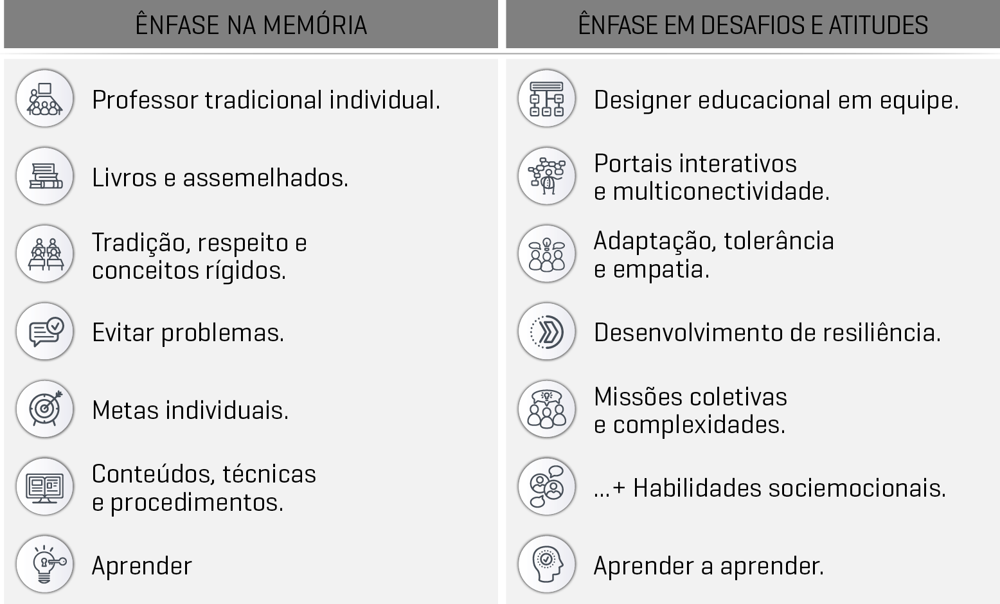 ÊNFASE NA MEMÓRIA
Professor tradicional individual.
Livros e assemelhados.
Tradição, respeito e
conceitos rígidos.
Evitar problemas.
Metas individuais.
Conteúdos, técnicas
e procedimentos.
Aprender
ÊNFASE EM DESAFIOS E ATITUDES
Designer educacional em equipe.
Portais interativos
e multiconectividade.
Adaptação, tolerância
e empatia.
Desenvolvimento de resiliência.
Missões coletivas
e complexidades.
...+ Habilidades sociemocionais.
Aprender a aprender.